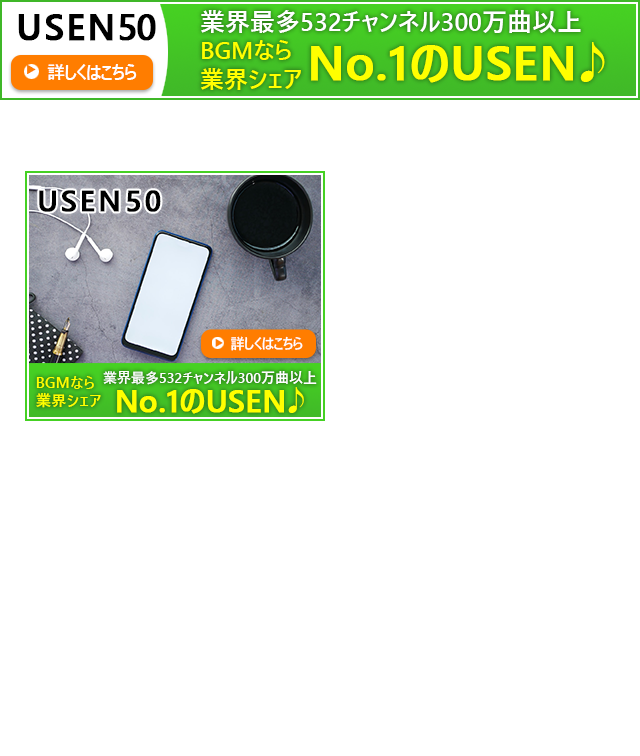 USEN50
詳しくはこちら
業界最多532チャンネル300万曲以上
BGMなら
業界シェア
No.1のUSEN♪
USEN50
詳しくはこちら
BGMなら
業界シェア
業界最多532チャンネル300万曲以上
No.1のUSEN♪